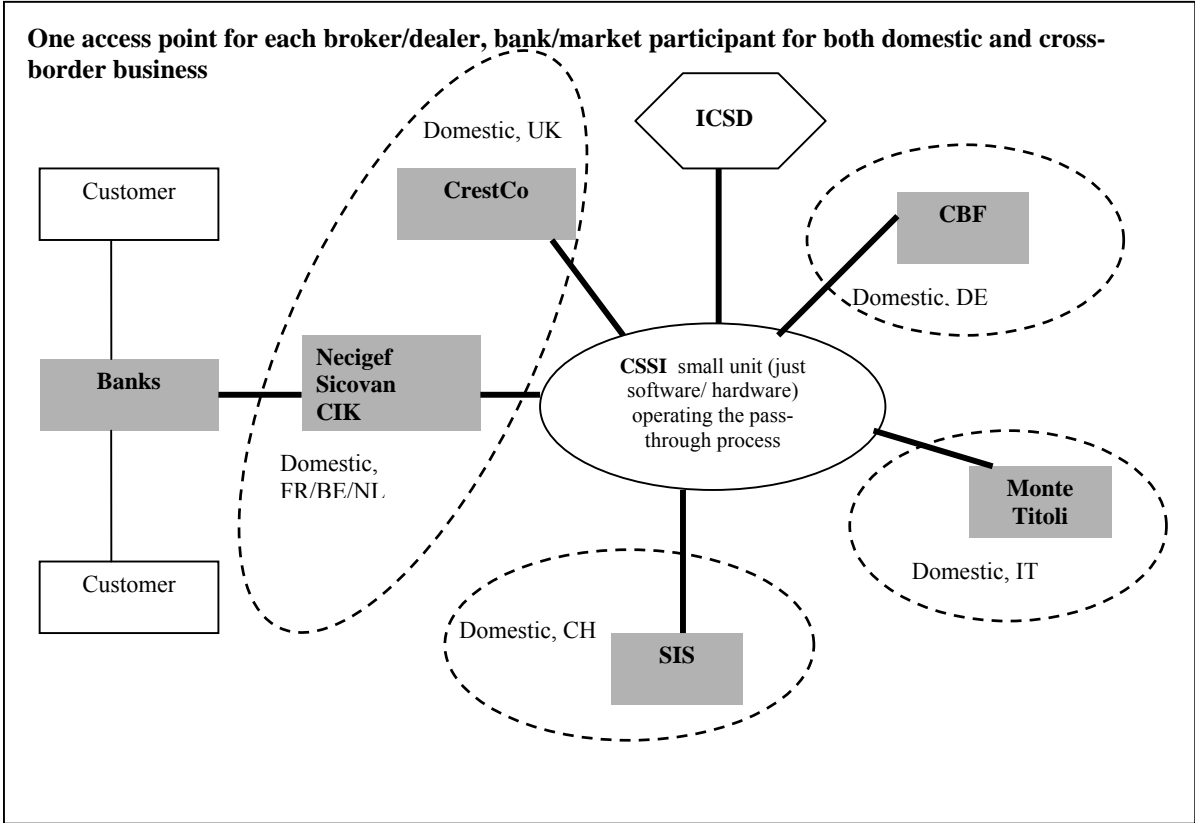 One access point for each broker/dealer, bank/market participant for both domestic and cross-
border business
ICSD
Domestic, UK
CrestCo
Customer
CBF
Domestic, DE
Necigef
Sicovan
CIK
Banks
CSSI small unit (just
software/ hardware)
operating the pass-
through process
Domestic,
FR/BE/NL
Monte
Titoli
Domestic, IT
Customer
Domestic, CH
SIS